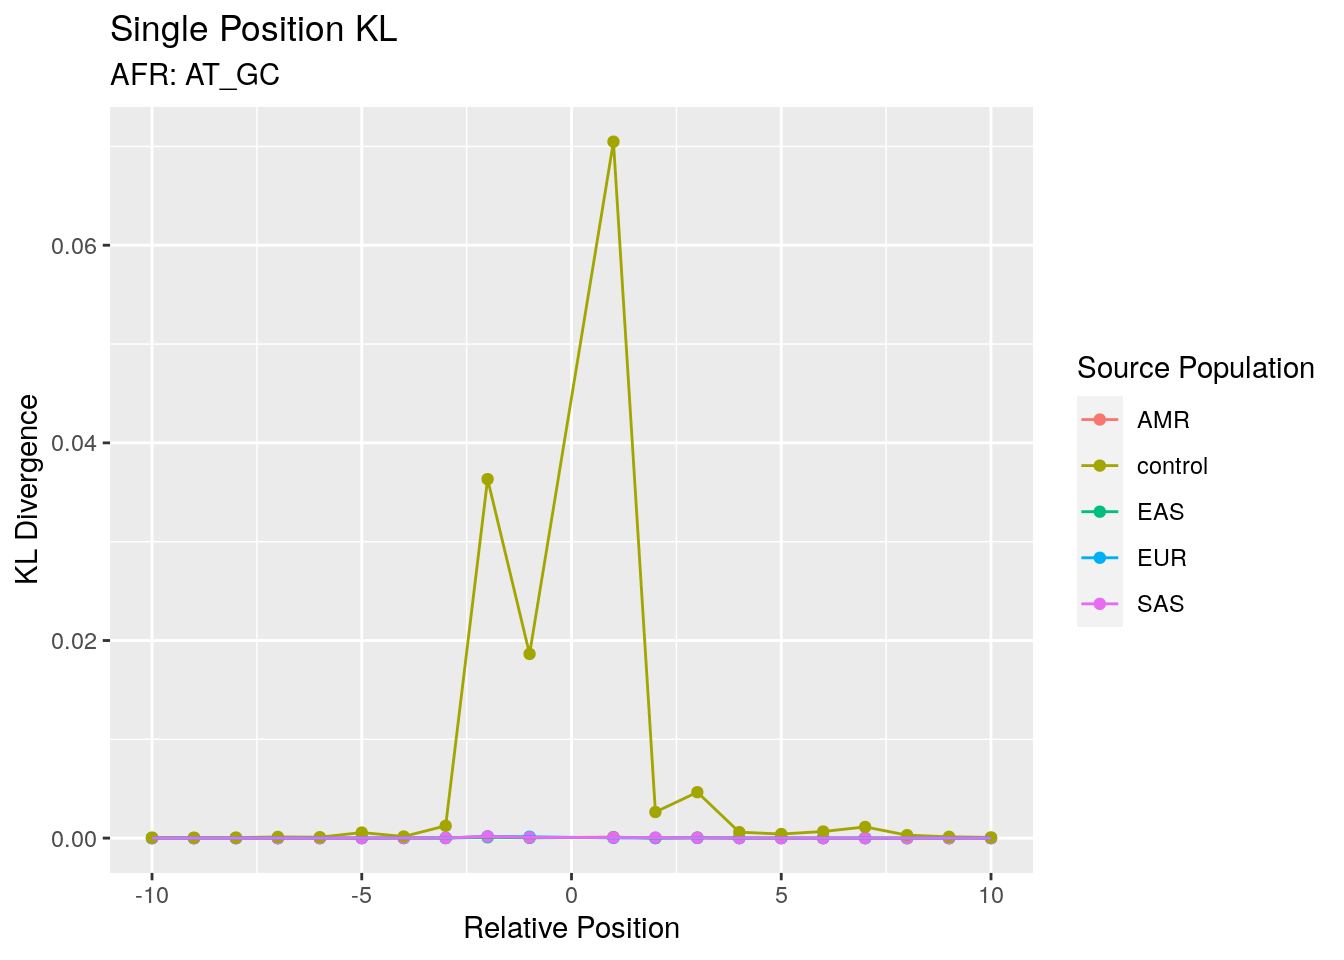 Single Position KL
AFR: AT_GC
KL Divergence
0.06
0.04
0.02
0.00
-10
-5
0
5
10
Relative Position
Source Population
AMR
control
EAS
EUR
SAS